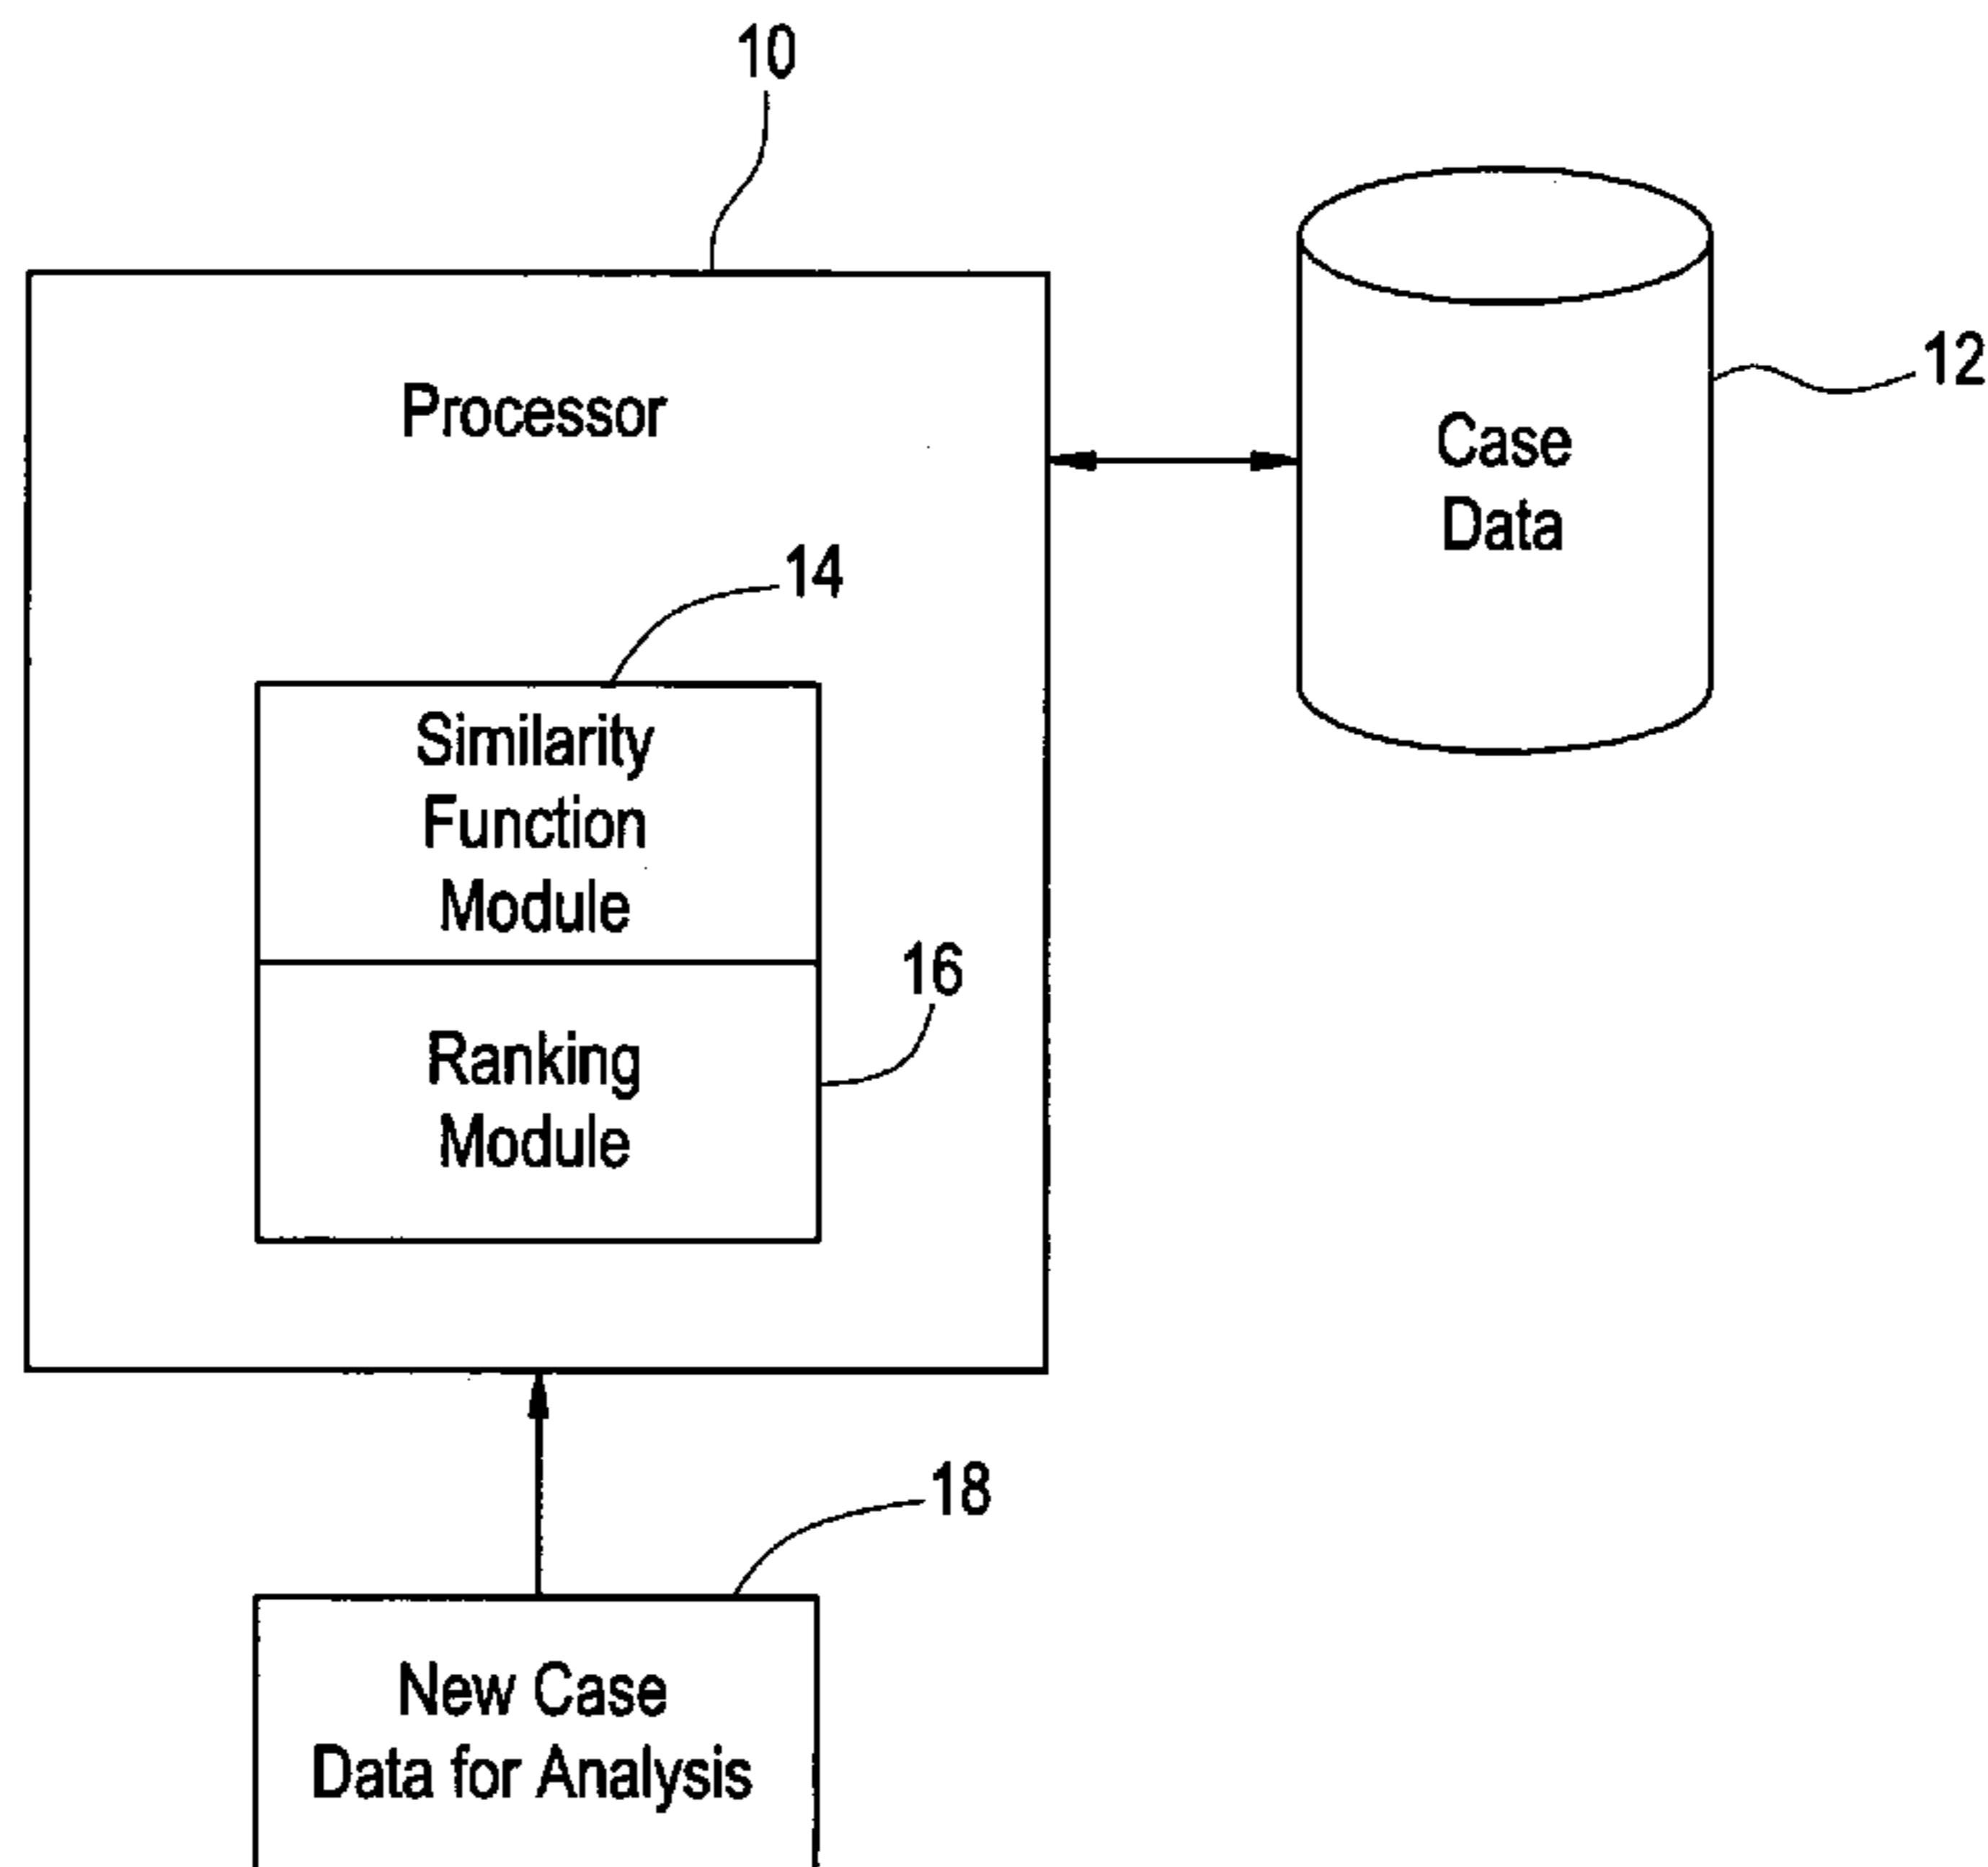 10
12
Processor
Case
Data
14
Similarity
Function
Module
16
Ranking
Module
18
New Case
Data for Analysis